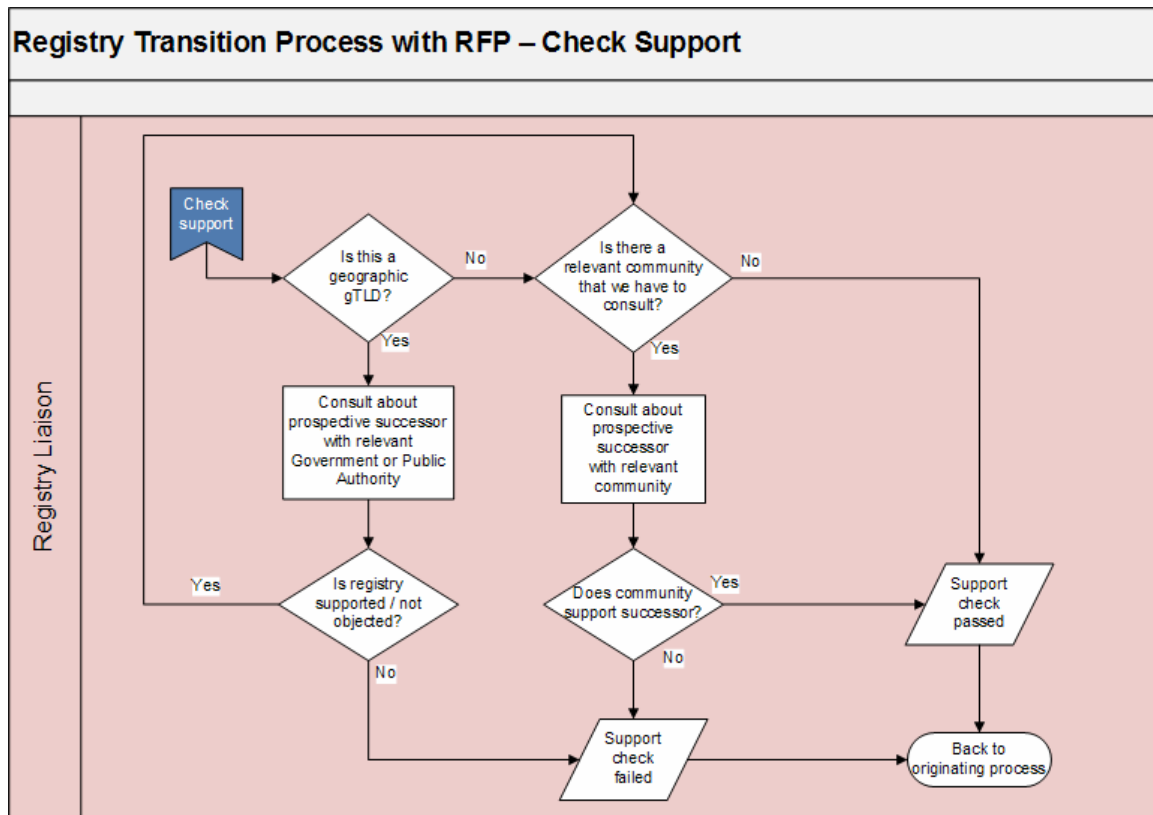 Registry Transition Process with RFP – Check Support
Registry Liaison
Check
support
Is this a
geographic
gTLD?
No
Is there a
relevant community
that we have to
consult?
No
Yes
Yes
Consult about
prospective successor
with relevant
Government or Public
Authority
Consult about
prospective
successor
with relevant
community
Yes
Is registry
supported / not
objected?
Does community
support successor?
Yes
Support
check
passed
No
No
Support
check
failed
Back to
originating process